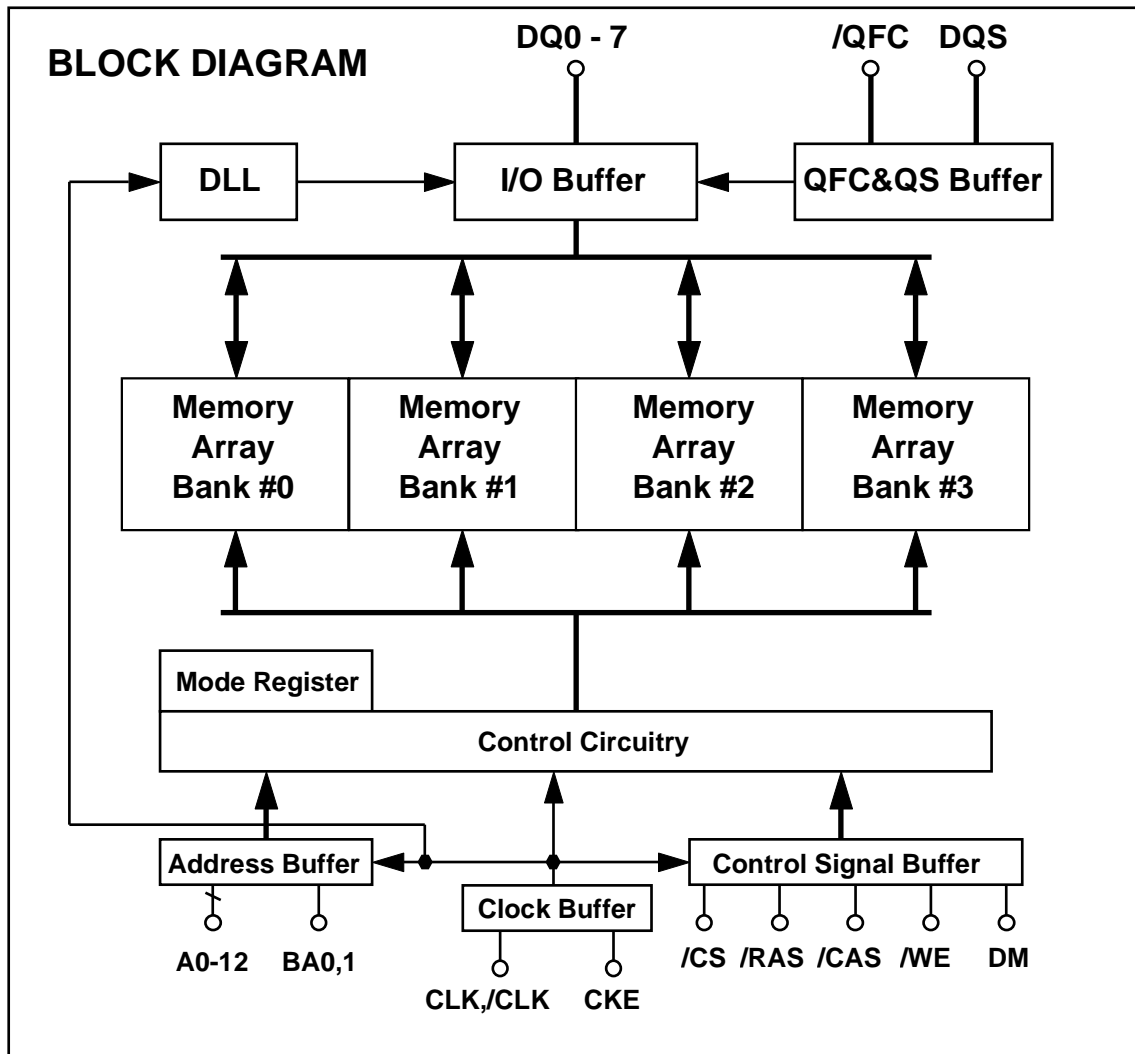 DQ0 - 7
/QFC
DQS
BLOCK DIAGRAM
DLL
I/O Buffer
QFC&QS Buffer
Memory
Array
Bank #0
Memory
Array
Bank #1
Memory
Array
Bank #2
Memory
Array
Bank #3
Mode Register
Control Circuitry
Address Buffer
Control Signal Buffer
Clock Buffer
A0-12
BA0,1
/CS
/RAS
/CAS
/WE
DM
CLK,/CLK
CKE